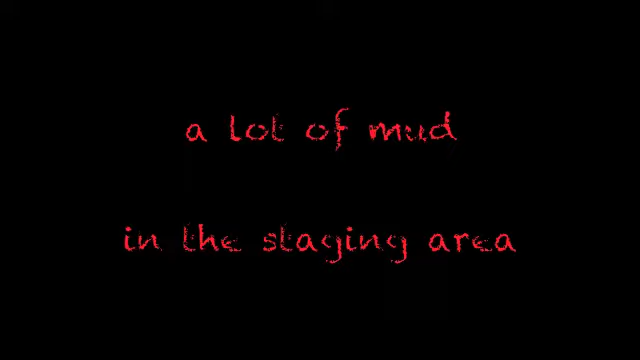 a lot of mud
in the staging area